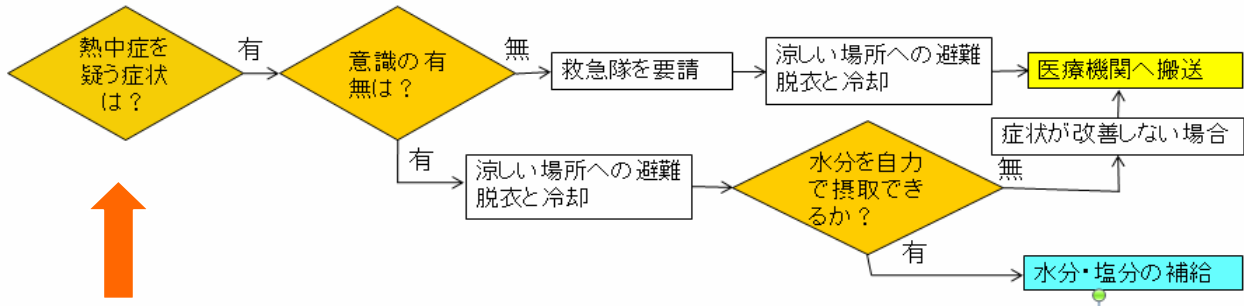 熱中症を
疑う症状
は？
有
意識の有
無は？
無
救急隊を要請
涼しい場所への避難
脱衣と冷却
医療機関へ搬送
有
涼しい場所への避難
脱衣と冷却
水分を自力
で摂取でき
るか？
無
症状が改善しない場合
有
水分・塩分の補給